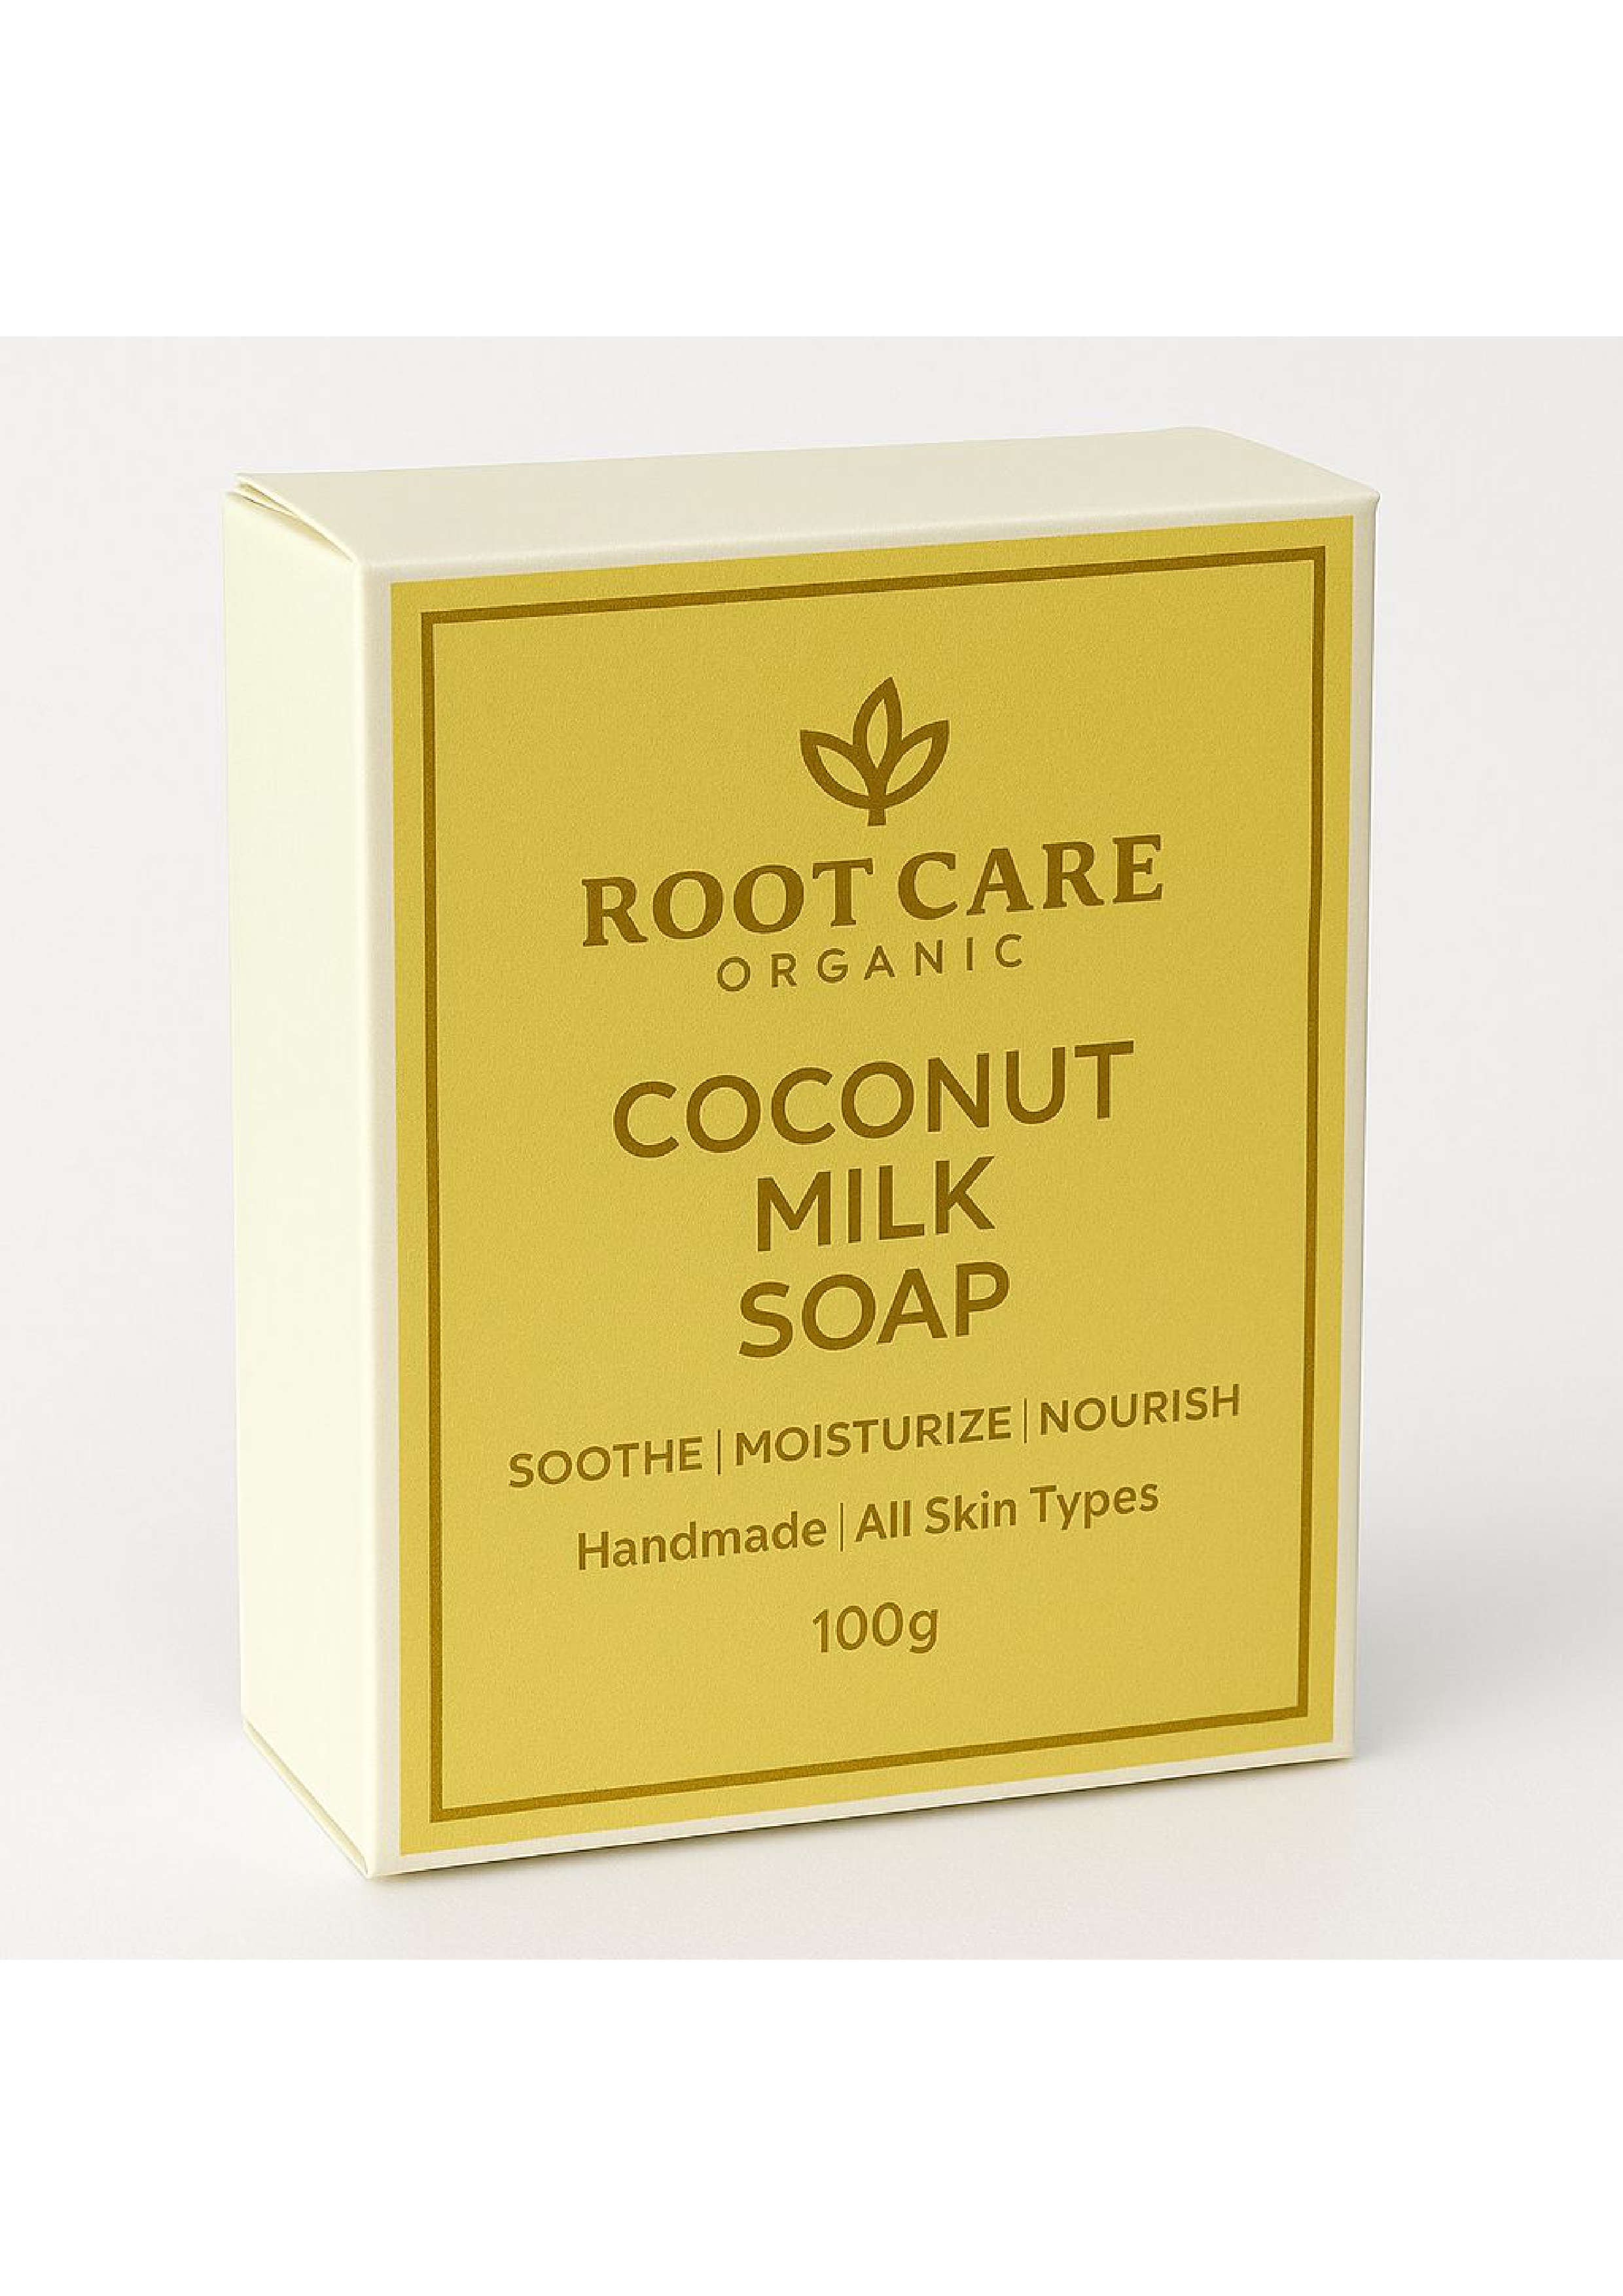 ROOT CARE
ORGANIC
COCONUT
MILK
SOAP
SOOTHE | MOISTURIZE | NOURISH
Handmade | All Skin Types
100g